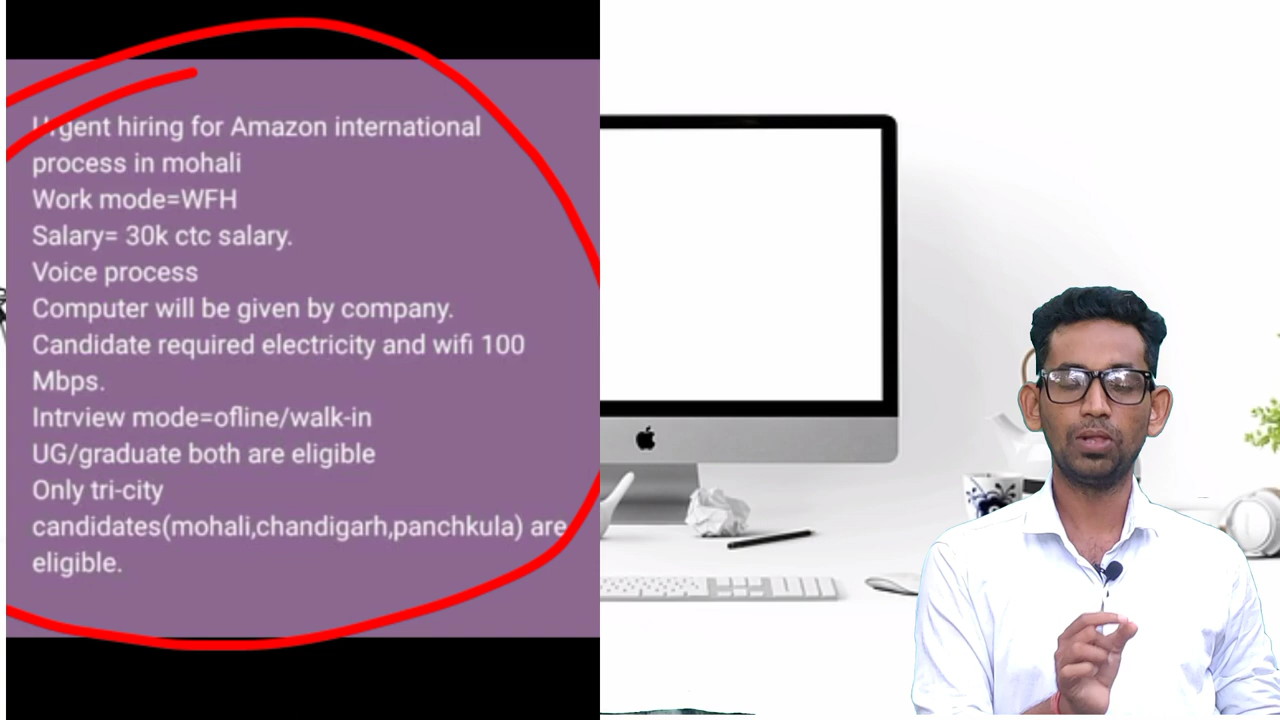 Urgent hiring for Amazon international
process in mohali
Work mode=WFH
Salary= 30k ctc salary.
Voice process
Computer will be given by company.
Candidate required electricity and wifi 100
Mbps.
Intrview mode=ofline/walk-in
UG/graduate both are eligible
Only tri-city
candidates(mohali,chandigarh,panchkula) are
eligible.